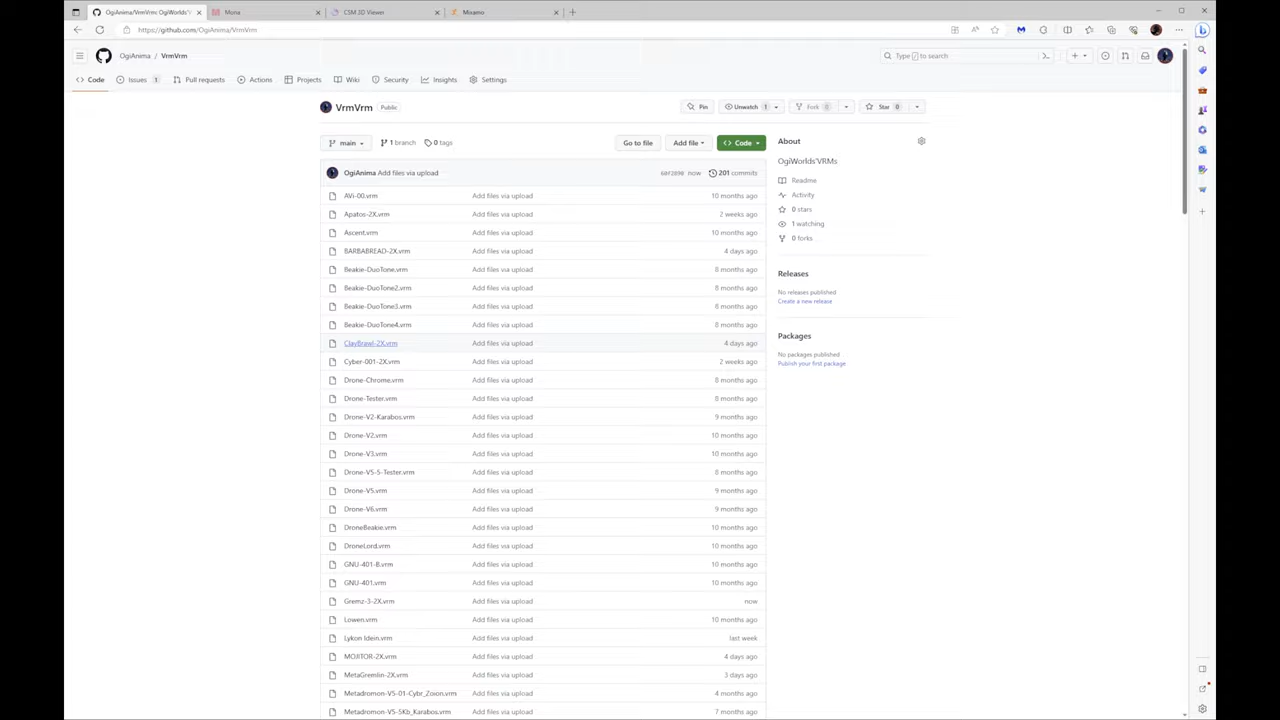 OgiAnima/VrmVrm: OgiWorlds'V
Mona
CSM 3D Viewer
Mixamo
https://github.com/OgiAnima/VrmVrm
OgiAnima / VrmVrm
Type / to search
Code
Issues 1
Pull requests
Actions
Projects
Wiki
Security
Insights
Settings
VrmVrm Public
Pin
Unwatch 1
Fork 0
Star 0
main
1 branch
0 tags
Go to file
Add file
Code
OgiAnima Add files via upload 60f2890 now 201 commits
AVi-00.vrm Add files via upload 10 months ago
Apatos-2X.vrm Add files via upload 2 weeks ago
Ascent.vrm Add files via upload 10 months ago
BARBABREAD-2X.vrm Add files via upload 4 days ago
Beakie-DuoTone.vrm Add files via upload 8 months ago
Beakie-DuoTone2.vrm Add files via upload 8 months ago
Beakie-DuoTone3.vrm Add files via upload 8 months ago
Beakie-DuoTone4.vrm Add files via upload 8 months ago
ClayBrawl-2X.vrm Add files via upload 4 days ago
Cyber-001-2X.vrm Add files via upload 2 weeks ago
Drone-Chrome.vrm Add files via upload 8 months ago
Drone-Tester.vrm Add files via upload 8 months ago
Drone-V2-Karabos.vrm Add files via upload 9 months ago
Drone-V2.vrm Add files via upload 10 months ago
Drone-V3.vrm Add files via upload 10 months ago
Drone-V5-5-Tester.vrm Add files via upload 8 months ago
Drone-V5.vrm Add files via upload 9 months ago
Drone-V6.vrm Add files via upload 9 months ago
DroneBeakie.vrm Add files via upload 10 months ago
DroneLord.vrm Add files via upload 10 months ago
GNU-401-B.vrm Add files via upload 10 months ago
GNU-401.vrm Add files via upload 10 months ago
Gremz-3-2X.vrm Add files via upload now
Lowen.vrm Add files via upload 10 months ago
Lykon Idein.vrm Add files via upload last week
MOJITOR-2X.vrm Add files via upload 4 days ago
MetaGremlin-2X.vrm Add files via upload 3 days ago
Metadromon-V5-01-Cybr_Zoion.vrm Add files via upload 4 months ago
Metadromon-V5-5Kb_Karabos.vrm Add files via upload 7 months ago
About
OgiWorlds'VRMs
Readme
Activity
0 stars
1 watching
0 forks
Releases
No releases published
Create a new release
Packages
No packages published
Publish your first package